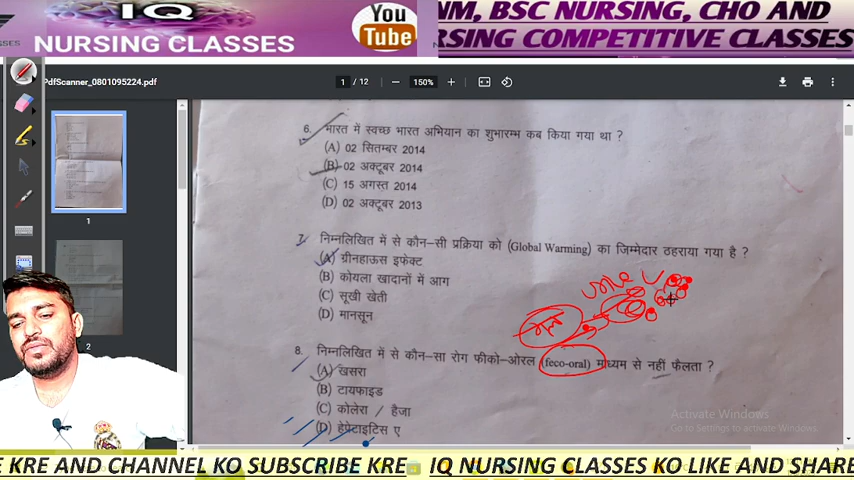 IQ
NURSING CLASSES
You
Tube
NM, BSC NURSING, CHO AND
RSING COMPETITIVE CLASSES
PdfScanner_0801095224.pdf
1 / 12
150%
6. भारत में स्वच्छ भारत अभियान का शुभारम्भ कब किया गया था ?
(A) 02 सितम्बर 2014
(B) 02 अक्टूबर 2014
(C) 15 अगस्त 2014
(D) 02 अक्टूबर 2013
7. निम्नलिखित में से कौन-सी प्रक्रिया को (Global Warming) का जिम्मेदार ठहराया गया है ?
(A) ग्रीनहाऊस इफेक्ट
(B) कोयला खादानों में आग
(C) सूखी खेती
(D) मानसून
8. निम्नलिखित में से कौन-सा रोग फीको-ओरल (feco-oral) माध्यम से नहीं फैलता ?
(A) खसरा
(B) टायफाइड
(C) कोलेरा / हैजा
(D) हेपेटाइटिस ए
1
2
Activate Windows
Go to Settings to activate Windows.
E KRE AND CHANNEL KO SUBSCRIBE KRE IQ NURSING CLASSES KO LIKE AND SHARE